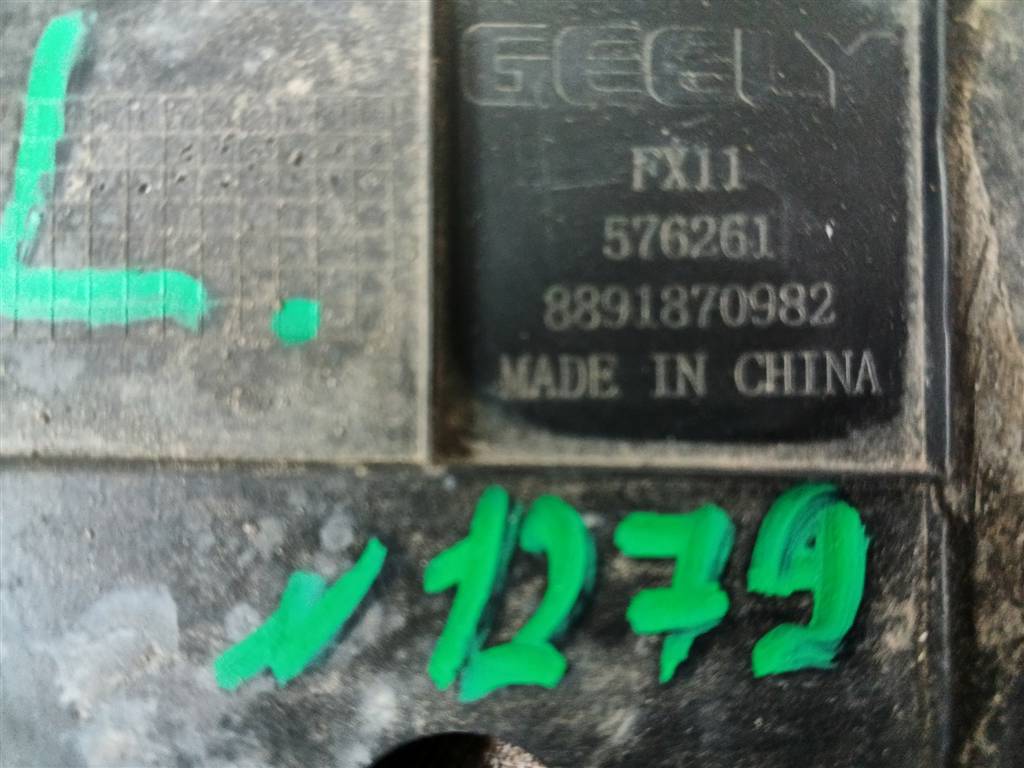 L.
GEELY
FX11
576261
8891870982
MADE IN CHINA
1279